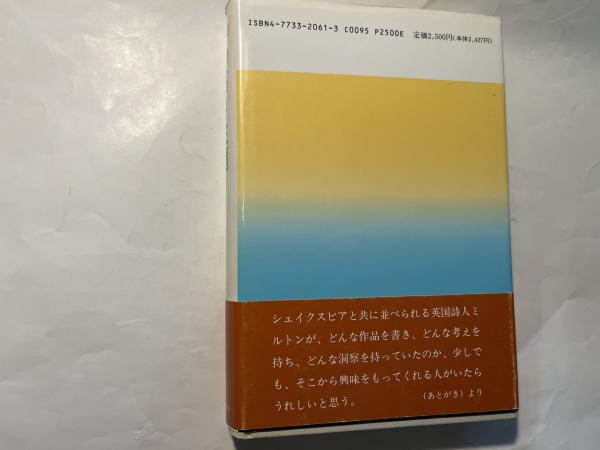 ISBN4-7733-2061-3 C0095 P2500E 定価2,500円(本体2,427円)
シェイクスピアと共に並べられる英国詩人ミ
ルトンが、どんな作品を書き、どんな考えを
持ち、どんな洞察を持っていたのか、少しで
も、そこから興味をもってくれる人がいたら
うれしいと思う。
(あとがき)より